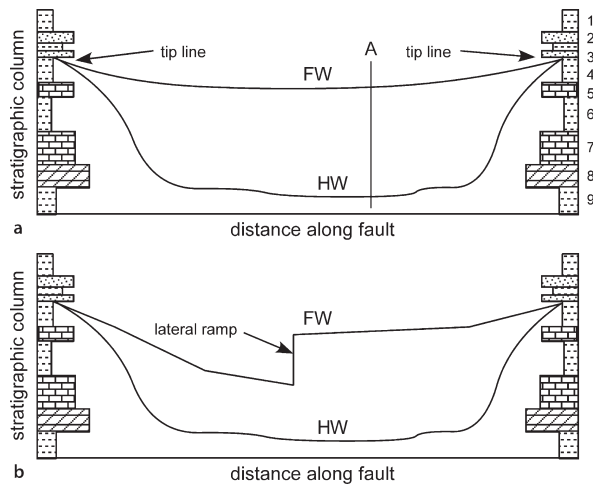 stratigraphic column
tip line
A
tip line
FW
HW
1
2
3
4
5
6
7
8
9
distance along fault
a
stratigraphic column
lateral ramp
FW
HW
distance along fault
b